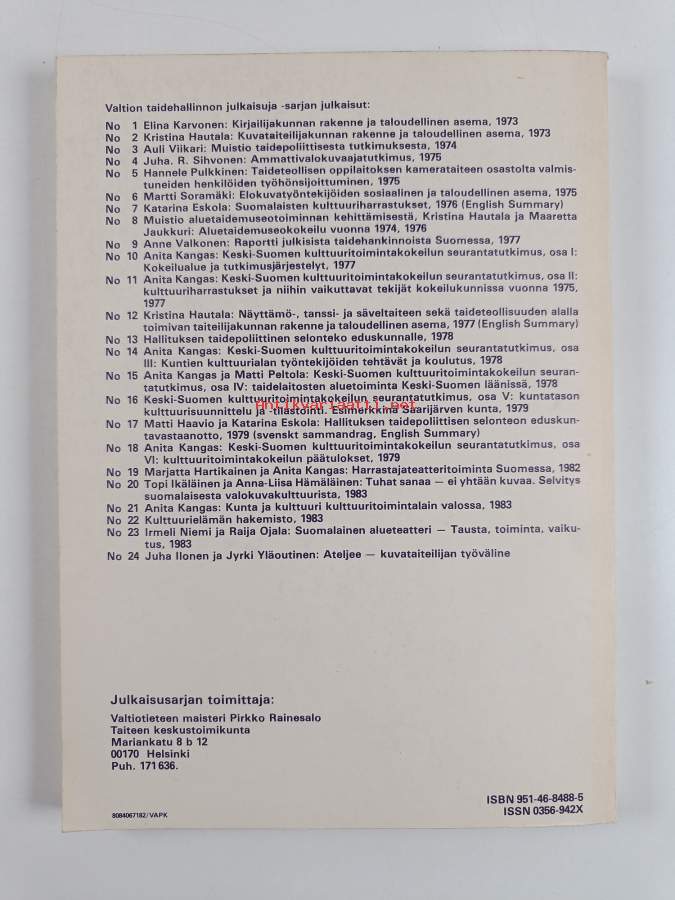 Valtion taidehallinnon julkaisuja -sarjan julkaisut:
No 1 Elina Karvonen: Kirjailijakunnan rakenne ja taloudellinen asema, 1973
No 2 Kristina Hautala: Kuvataiteilijakunnan rakenne ja taloudellinen asema, 1973
No 3 Auli Viikari: Muistio taidepoliittisesta tutkimuksesta, 1974
No 4 Juha. R. Sihvonen: Ammattivalokuvaajatutkimus, 1975
No 5 Hannele Pulkkinen: Taideteollisen oppilaitoksen kamerataiteen osastolta valmis-
tuneiden henkilöiden työhönsijoittuminen, 1975
No 6 Martti Soramäki: Elokuvatyöntekijöiden sosiaalinen ja taloudellinen asema, 1975
No 7 Katarina Eskola: Suomalaisten kulttuuriharrastukset, 1976 (English Summary)
No 8 Muistio aluetaidemuseotoiminnan kehittämisestä, Kristina Hautala ja Maaretta
Jaukkuri: Aluetaidemuseokokeilu vuonna 1974, 1976
No 9 Anne Valkonen: Raportti julkisista taidehankinnoista Suomessa, 1977
No 10 Anita Kangas: Keski-Suomen kulttuuritoimintakokeilun seurantatutkimus, osa I:
Kokeilualue ja tutkimusjärjestelyt, 1977
No 11 Anita Kangas: Keski-Suomen kulttuuritoimintakokeilun seurantatutkimus, osa II:
kulttuuriharrastukset ja niihin vaikuttavat tekijät kokeilukunnissa vuonna 1975,
1977
No 12 Kristina Hautala: Näyttämö-, tanssi- ja säveltaiteen sekä taideteollisuuden alalla
toimivan taiteilijakunnan rakenne ja taloudellinen asema, 1977 (English Summary)
No 13 Hallituksen taidepoliittinen selonteko eduskunnalle, 1978
No 14 Anita Kangas: Keski-Suomen kulttuuritoimintakokeilun seurantatutkimus, osa
III: Kuntien kulttuurialan työntekijöiden tehtävät ja koulutus, 1978
No 15 Anita Kangas ja Matti Peltola: Keski-Suomen kulttuuritoimintakokeilun seuran-
tatutkimus, osa IV: taidelaitosten aluetoiminta Keski-Suomen läänissä, 1978
No 16 Keski-Suomen kulttuuritoimintakokeilun seurantatutkimus, osa V: kuntatason
kulttuurisuunnittelu ja -tilastointi. Esimerkkinä Saarijärven kunta, 1979
Antikvariaatti.net
No 17 Matti Haavio ja Katarina Eskola: Hallituksen taidepoliittisen selonteon eduskun-
tavastaanotto, 1979 (svenskt sammandrag, English Summary)
No 18 Anita Kangas: Keski-Suomen kulttuuritoimintakokeilun seurantatutkimus, osa
VI: kulttuuritoimintakokeilun päätulokset, 1979
No 19 Marjatta Hartikainen ja Anita Kangas: Harrastajateatteritoiminta Suomessa, 1982
No 20 Topi Ikäläinen ja Anna-Liisa Hämäläinen: Tuhat sanaa — ei yhtään kuvaa. Selvitys
suomalaisesta valokuvakulttuurista, 1983
No 21 Anita Kangas: Kunta ja kulttuuri kulttuuritoimintalain valossa, 1983
No 22 Kulttuurielämän hakemisto, 1983
No 23 Irmeli Niemi ja Raija Ojala: Suomalainen alueteatteri — Tausta, toiminta, vaiku-
tus, 1983
No 24 Juha Ilonen ja Jyrki Yläoutinen: Ateljee — kuvataiteilijan työväline
Julkaisusarjan toimittaja:
Valtiotieteen maisteri Pirkko Rainesalo
Taiteen keskustoimikunta
Mariankatu 8 b 12
00170 Helsinki
Puh. 171 636.
ISBN 951-46-8488-5
ISSN 0356-942X
8084067182/VAPK